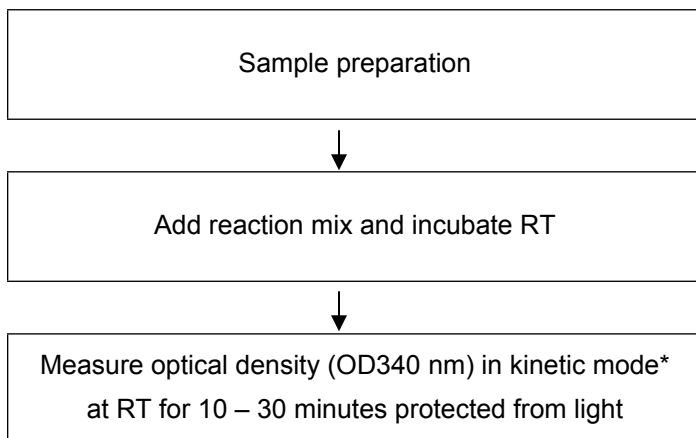 Sample preparation
Add reaction mix and incubate RT
Measure optical density (OD340 nm) in kinetic mode*
at RT for 10 – 30 minutes protected from light